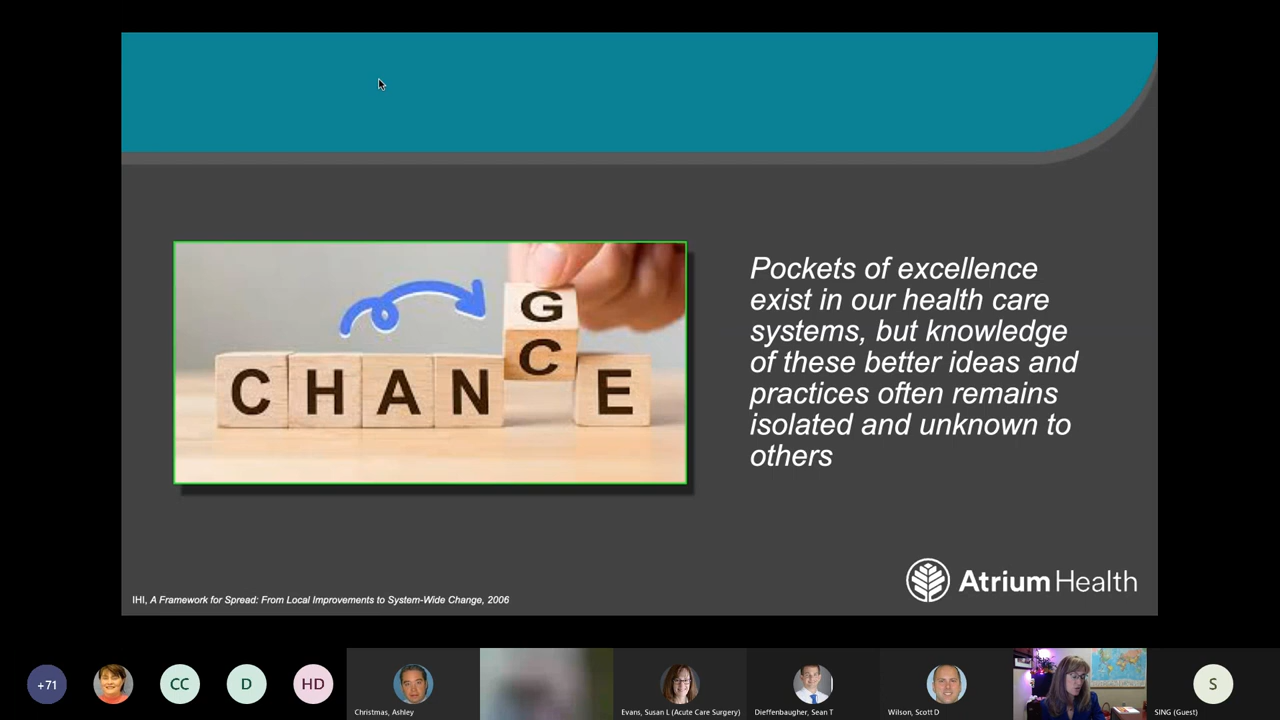 G
C
C H A N E
Pockets of excellence
exist in our health care
systems, but knowledge
of these better ideas and
practices often remains
isolated and unknown to
others
Atrium Health
IHI, A Framework for Spread: From Local Improvements to System-Wide Change, 2006
+71
CC
D
HD
S
Christmas, Ashley
Evans, Susan L (Acute Care Surgery)
Dieffenbaugher, Sean T
Wilson, Scott D
SING (Guest)